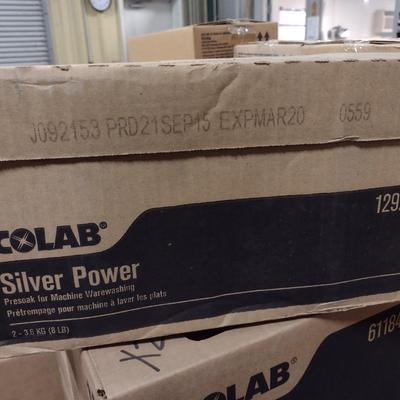 J092153 PRD21SEP15 EXPMAR20 0559
COLAB®
Silver Power
Presoak for Machine Warewashing
Prétrempage pour machine à laver les plats
2 - 3.6 KG (8 LB)
129
61184
X2
OLAB®